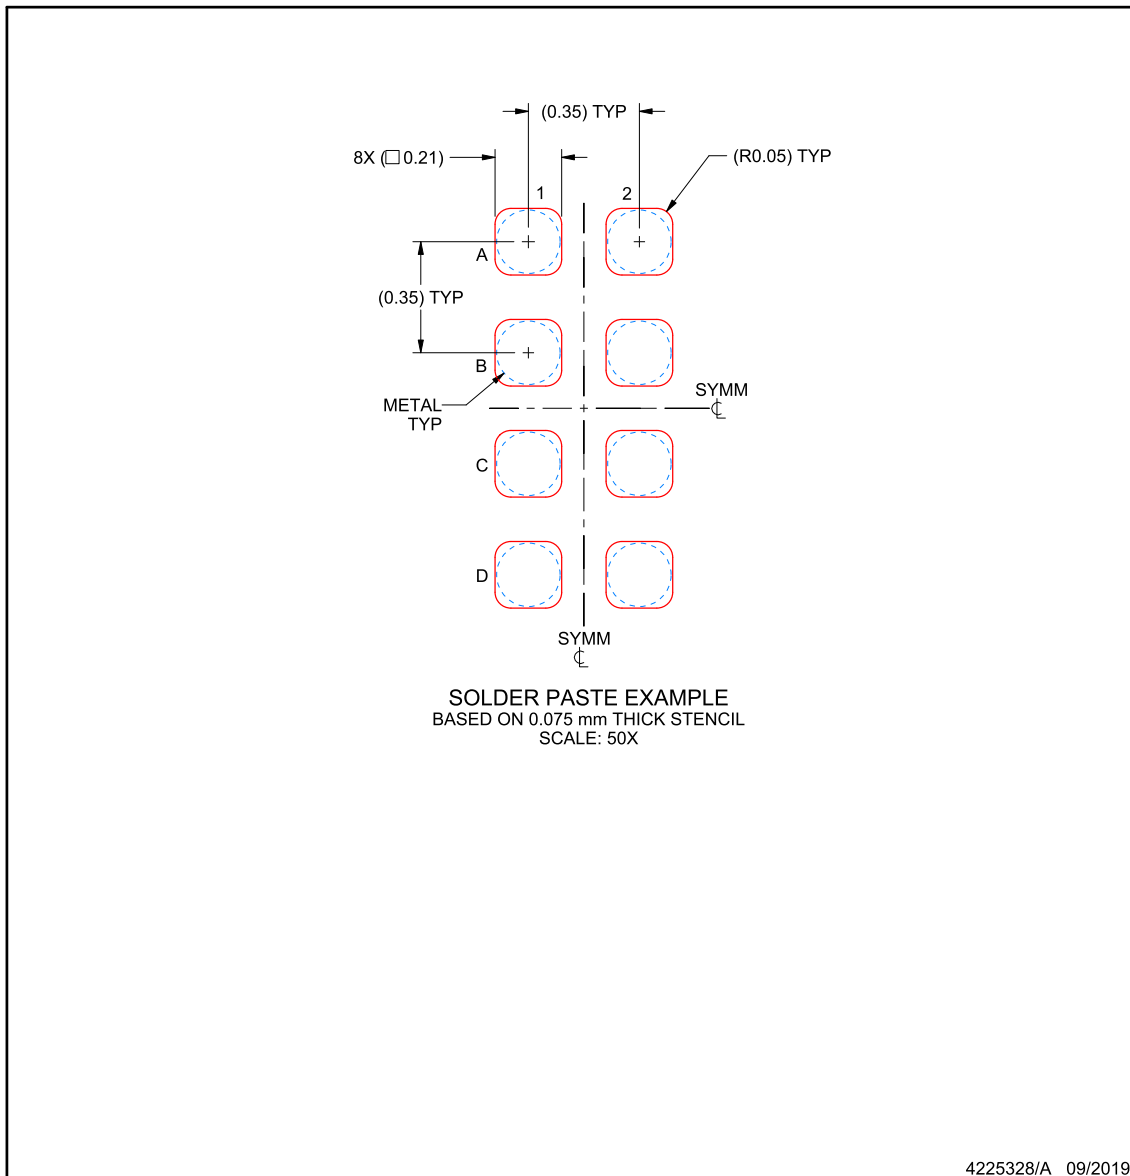 (0.35) TYP
8X (□ 0.21)
(R0.05) TYP
1
2
A
(0.35) TYP
B
METAL
TYP
SYMM
C
D
SYMM
SOLDER PASTE EXAMPLE
BASED ON 0.075 mm THICK STENCIL
SCALE: 50X
4225328/A 09/2019